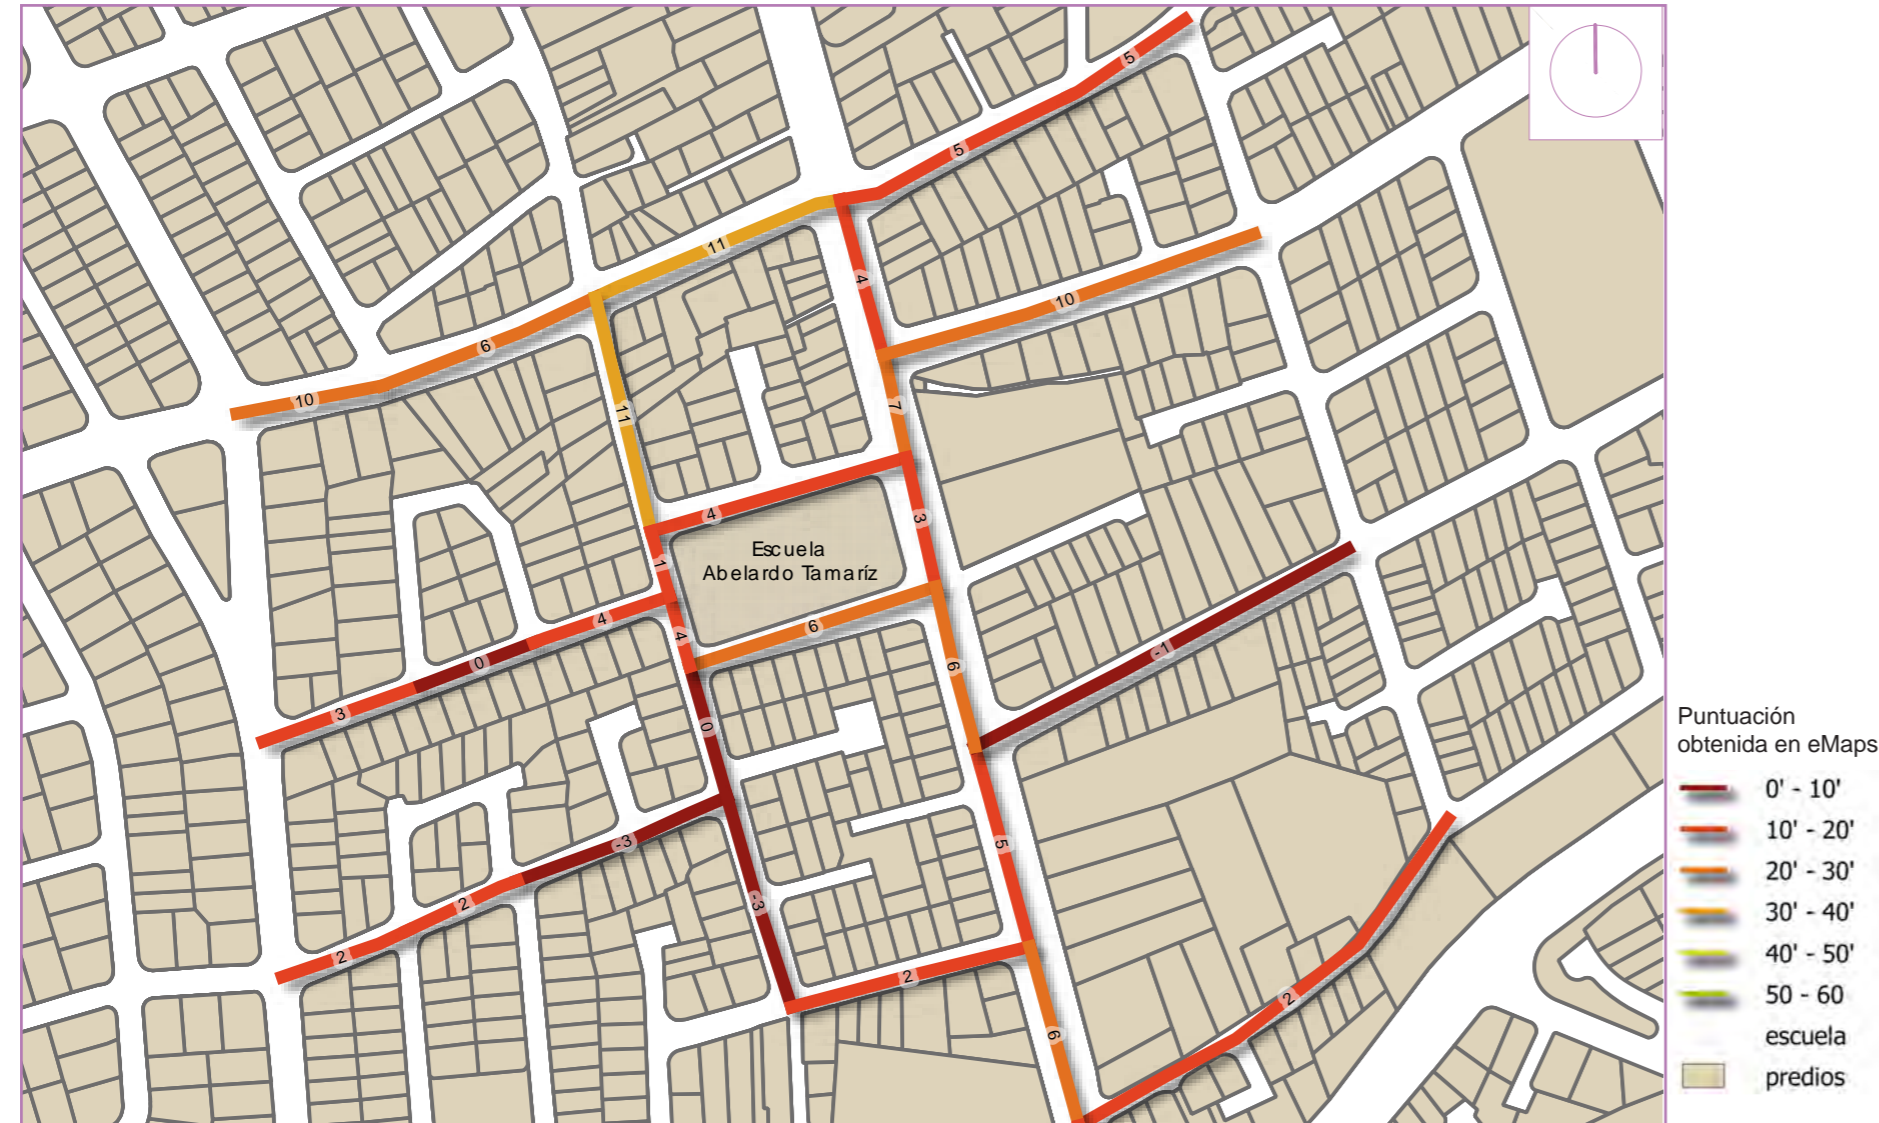 5
5
11
4
10
6
10
7
11
4
3
Escuela
Abelardo Tamaríz
1
4
6
4
0
3
6
-1
0
-3
5
2
-3
2
2
2
6
Puntuación
obtenida en eMaps
0' - 10'
10' - 20'
20' - 30'
30' - 40'
40' - 50'
50 - 60
escuela
predios